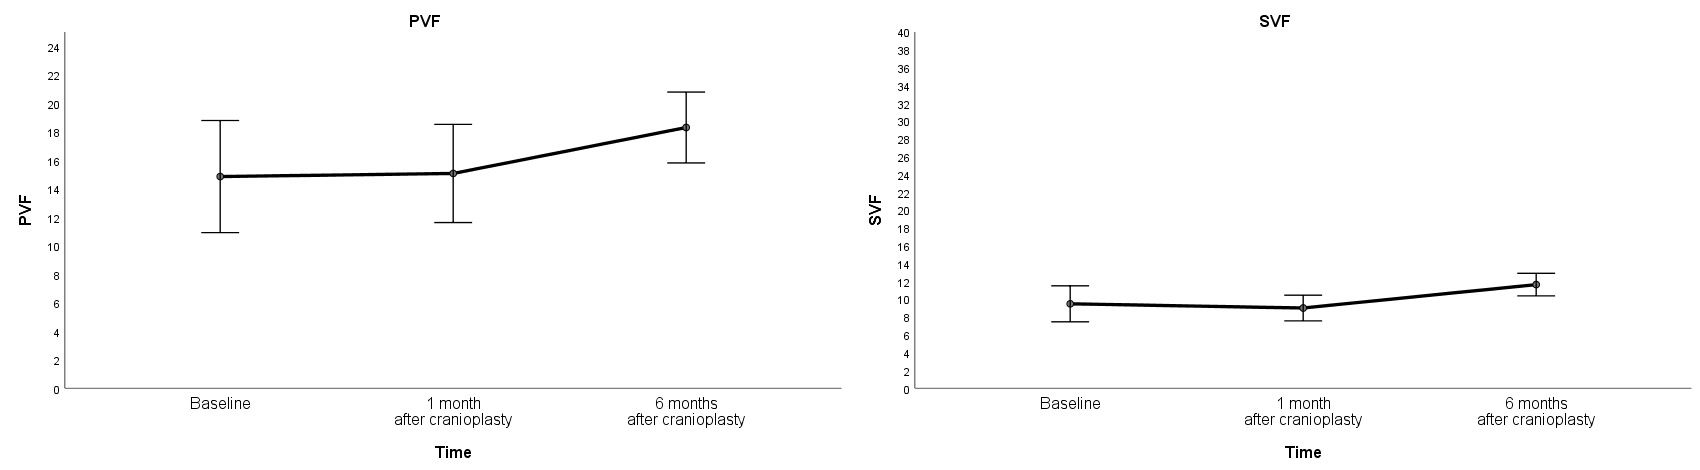 PVF
24
22
20
18
16
14
12
10
8
6
4
2
0
PVF
Baseline
1 month
after cranioplasty
6 months
after cranioplasty
Time
SVF
40
38
36
34
32
30
28
26
24
22
20
18
16
14
12
10
8
6
4
2
0
SVF
Baseline
1 month
after cranioplasty
6 months
after cranioplasty
Time